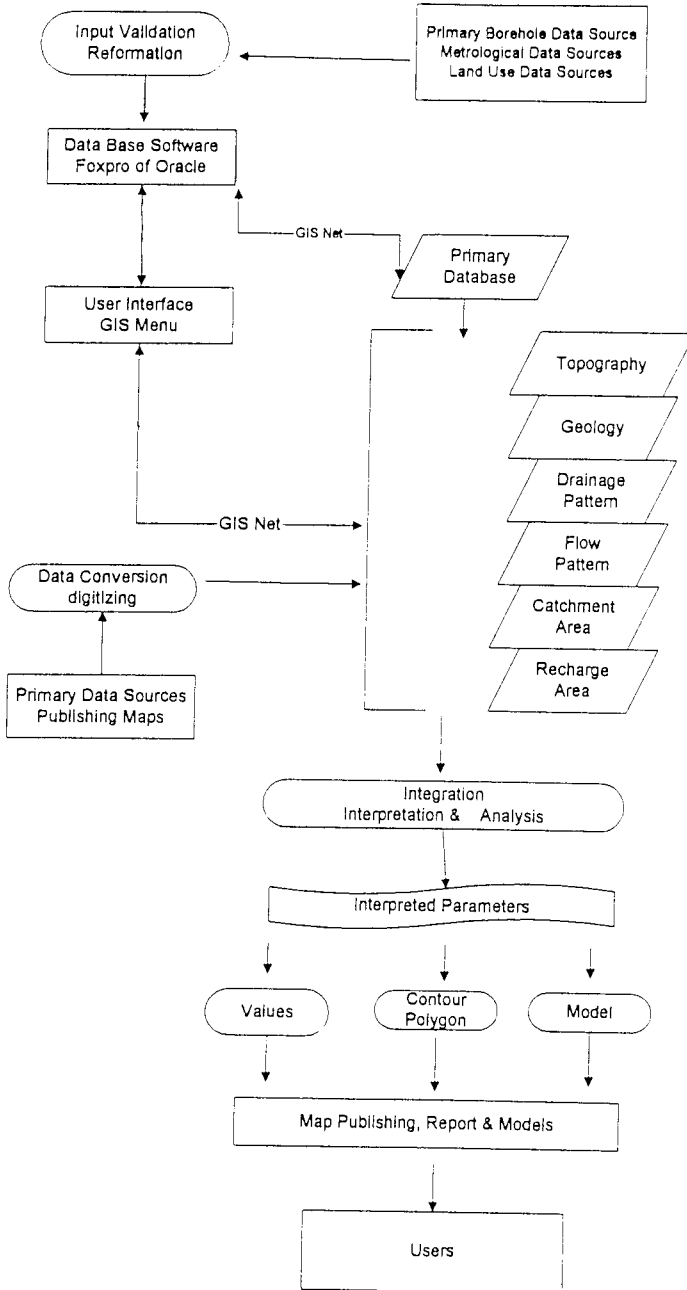 Input Validation
Reformation
Primary Borehole Data Source
Metrological Data Sources
Land Use Data Sources
Data Base Software
Foxpro of Oracle
GIS Net
Primary
Database
User Interface
GIS Menu
Topography
Geology
Drainage
Pattern
GIS Net
Flow
Pattern
Data Conversion
digitizing
Catchment
Area
Primary Data Sources
Publishing Maps
Recharge
Area
Integration
Interpretation & Analysis
Interpreted Parameters
Values
Contour
Polygon
Model
Map Publishing, Report & Models
Users